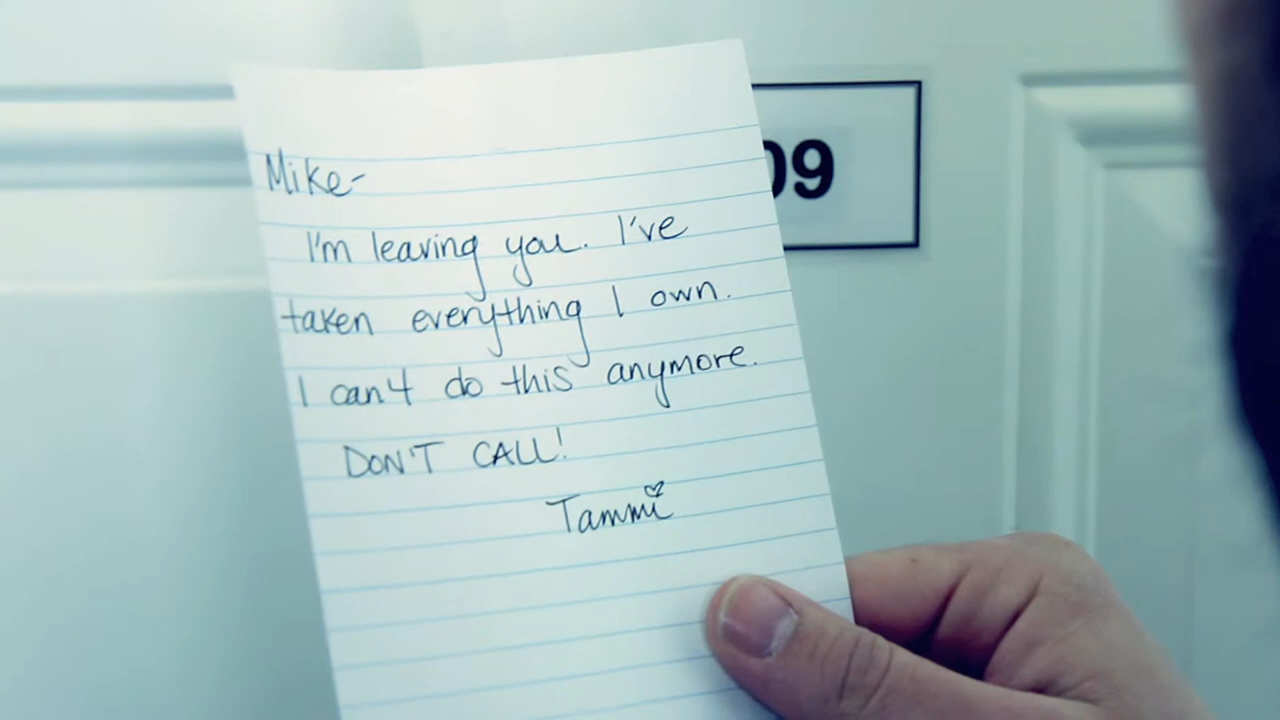 Mike-
I'm leaving you. I've
taken everything I own.
I can't do this anymore.
DON'T CALL!
Tammi
09